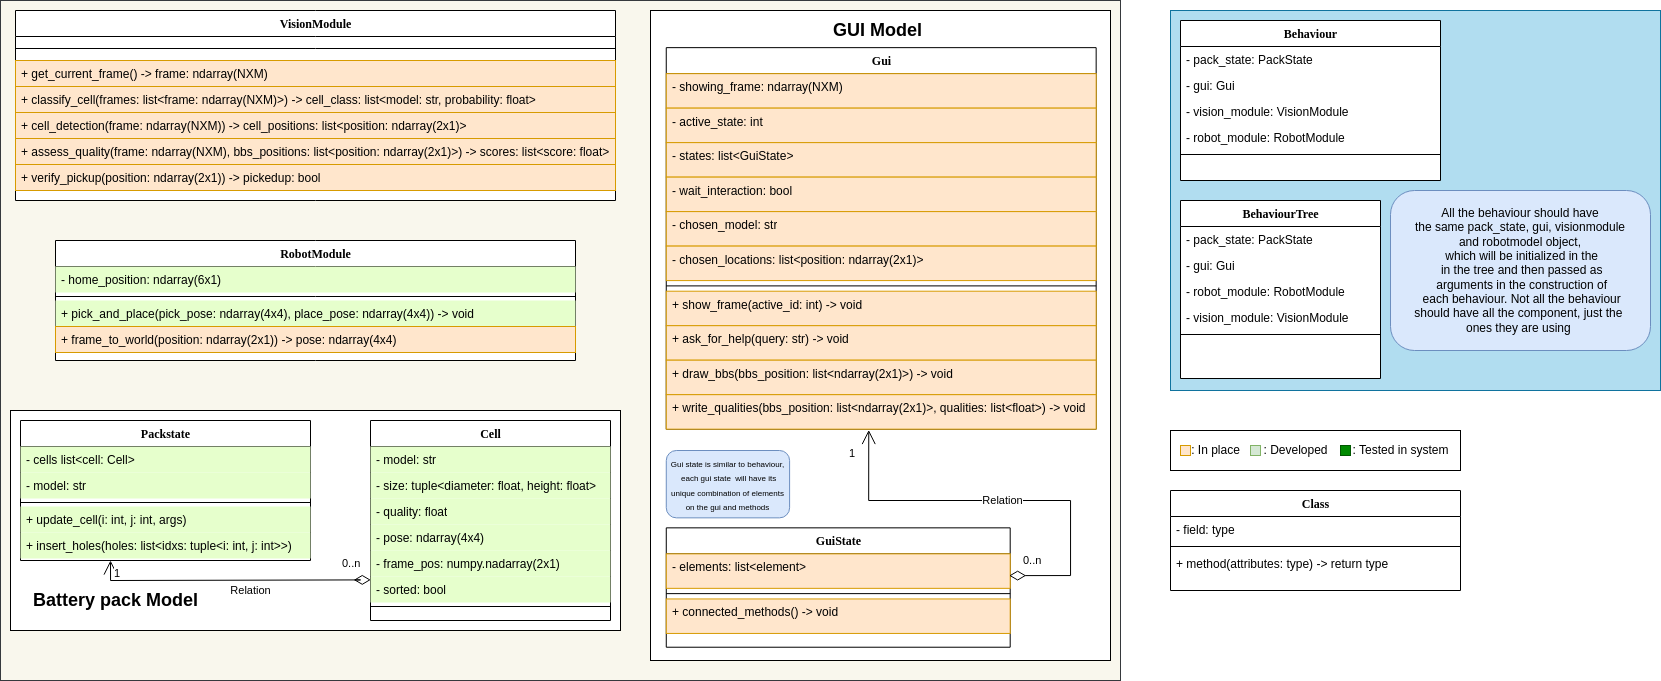 VisionModule
+ get_current_frame() -> frame: ndarray(NXM)
+ classify_cell(frames: list<frame: ndarray(NXM)>) -> cell_class: list<model: str, probability: float>
+ cell_detection(frame: ndarray(NXM)) -> cell_positions: list<position: ndarray(2x1)>
+ assess_quality(frame: ndarray(NXM), bbs_positions: list<position: ndarray(2x1)>) -> scores: list<score: float>
+ verify_pickup(position: ndarray(2x1)) -> pickedup: bool
RobotModule
- home_position: ndarray(6x1)
+ pick_and_place(pick_pose: ndarray(4x4), place_pose: ndarray(4x4)) -> void
+ frame_to_world(position: ndarray(2x1)) -> pose: ndarray(4x4)
Packstate
- cells list<cell: Cell>
- model: str
+ update_cell(i: int, j: int, args)
+ insert_holes(holes: list<idxs: tuple<i: int, j: int>>)
1
Relation
0..n
Battery pack Model
Cell
- model: str
- size: tuple<diameter: float, height: float>
- quality: float
- pose: ndarray(4x4)
- frame_pos: numpy.nadarray(2x1)
- sorted: bool
GUI Model
Gui
- showing_frame: ndarray(NXM)
- active_state: int
- states: list<GuiState>
- wait_interaction: bool
- chosen_model: str
- chosen_locations: list<position: ndarray(2x1)>
+ show_frame(active_id: int) -> void
+ ask_for_help(query: str) -> void
+ draw_bbs(bbs_position: list<ndarray(2x1)>) -> void
+ write_qualities(bbs_position: list<ndarray(2x1)>, qualities: list<float>) -> void
1
Relation
0..n
Gui state is similar to behaviour,
each gui state will have its
unique combination of elements
on the gui and methods
GuiState
- elements: list<element>
+ connected_methods() -> void
Behaviour
- pack_state: PackState
- gui: Gui
- vision_module: VisionModule
- robot_module: RobotModule
BehaviourTree
- pack_state: PackState
- gui: Gui
- robot_module: RobotModule
- vision_module: VisionModule
All the behaviour should have
the same pack_state, gui, visionmodule
and robotmodel object,
which will be initialized in the
in the tree and then passed as
arguments in the construction of
each behaviour. Not all the behaviour
should have all the component, just the
ones they are using
: In place : Developed : Tested in system
Class
- field: type
+ method(attributes: type) -> return type